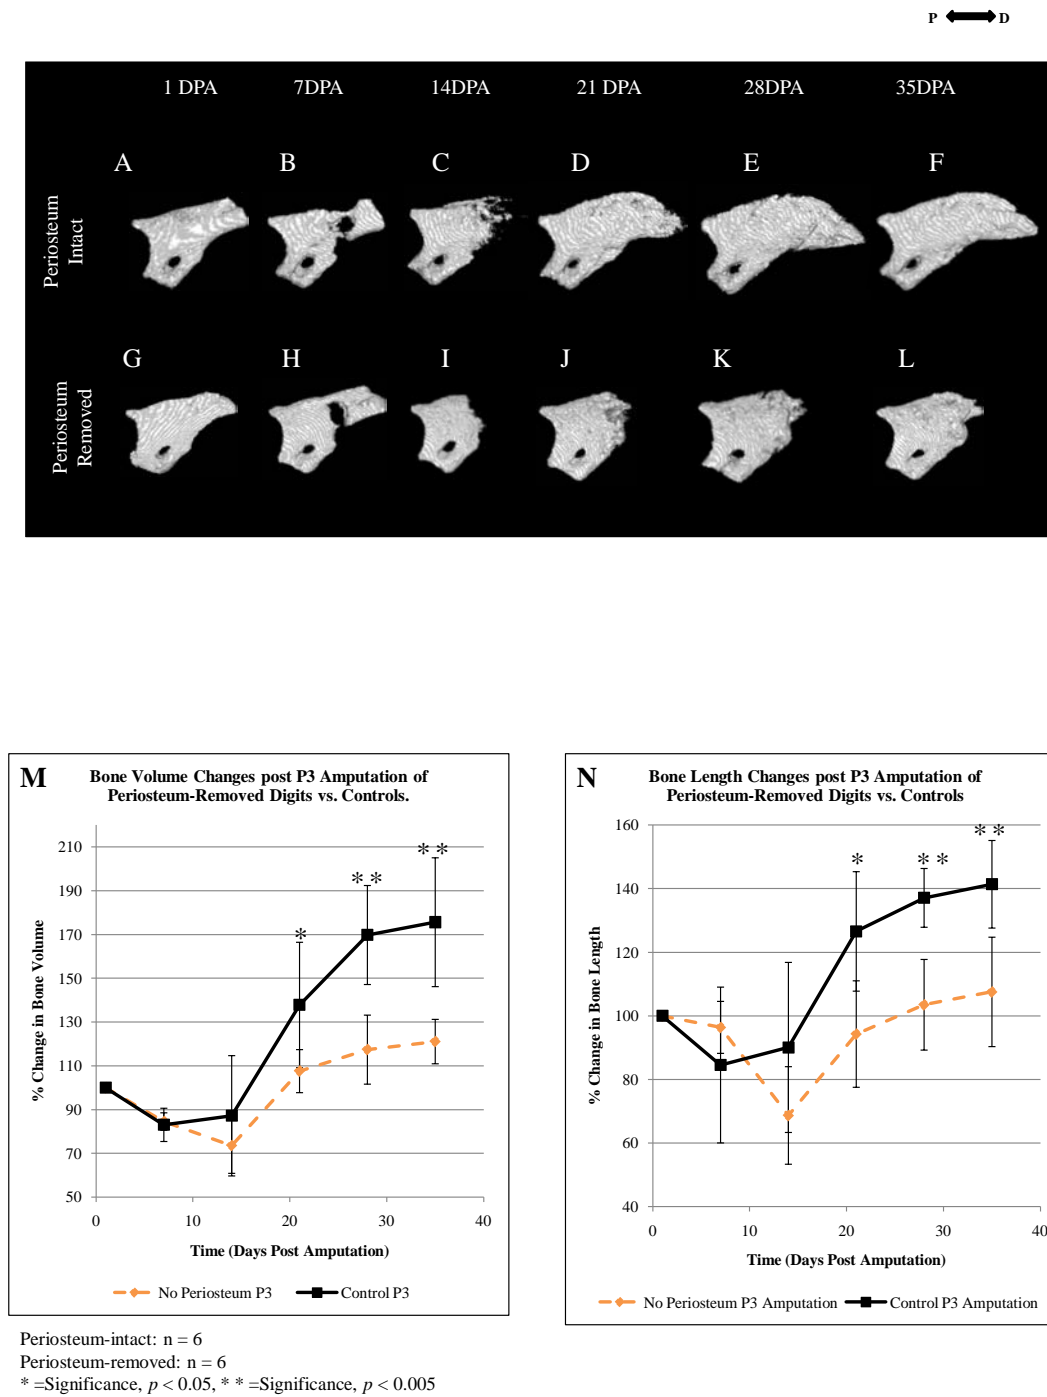 P D
1 DPA 7DPA 14DPA 21 DPA 28DPA 35DPA
A B C D E F
Periosteum
Intact
G H I J K L
Periosteum
Removed
M Bone Volume Changes post P3 Amputation of
Periosteum-Removed Digits vs. Controls.
% Change in Bone Volume
210
190
170
150
130
110
90
70
50
* ** **
0 10 20 30 40
Time (Days Post Amputation)
No Periosteum P3 Control P3
N Bone Length Changes post P3 Amputation of
Periosteum-Removed Digits vs. Controls
% Change in Bone Length
160
140
120
100
80
60
40
* ** **
0 10 20 30 40
Time (Days Post Amputation)
No Periosteum P3 Amputation Control P3 Amputation
Periosteum-intact: n = 6
Periosteum-removed: n = 6
* =Significance, p < 0.05, * * =Significance, p < 0.005